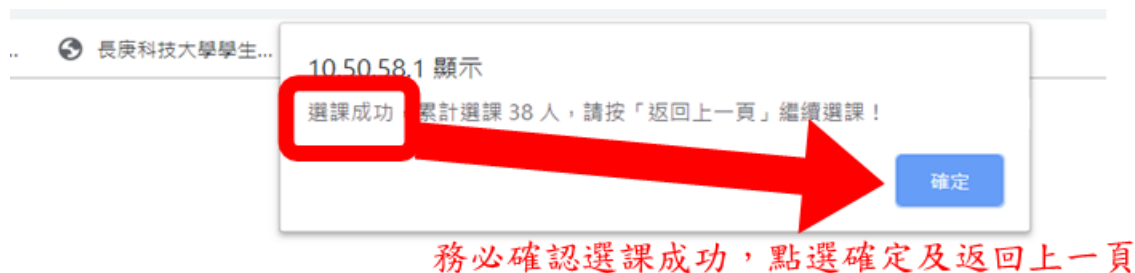 .. 長庚科技大學學生...
10.50.58.1 顯示
選課成功，累計選課 38 人，請按「返回上一頁」繼續選課！
確定
務必確認選課成功，點選確定及返回上一頁